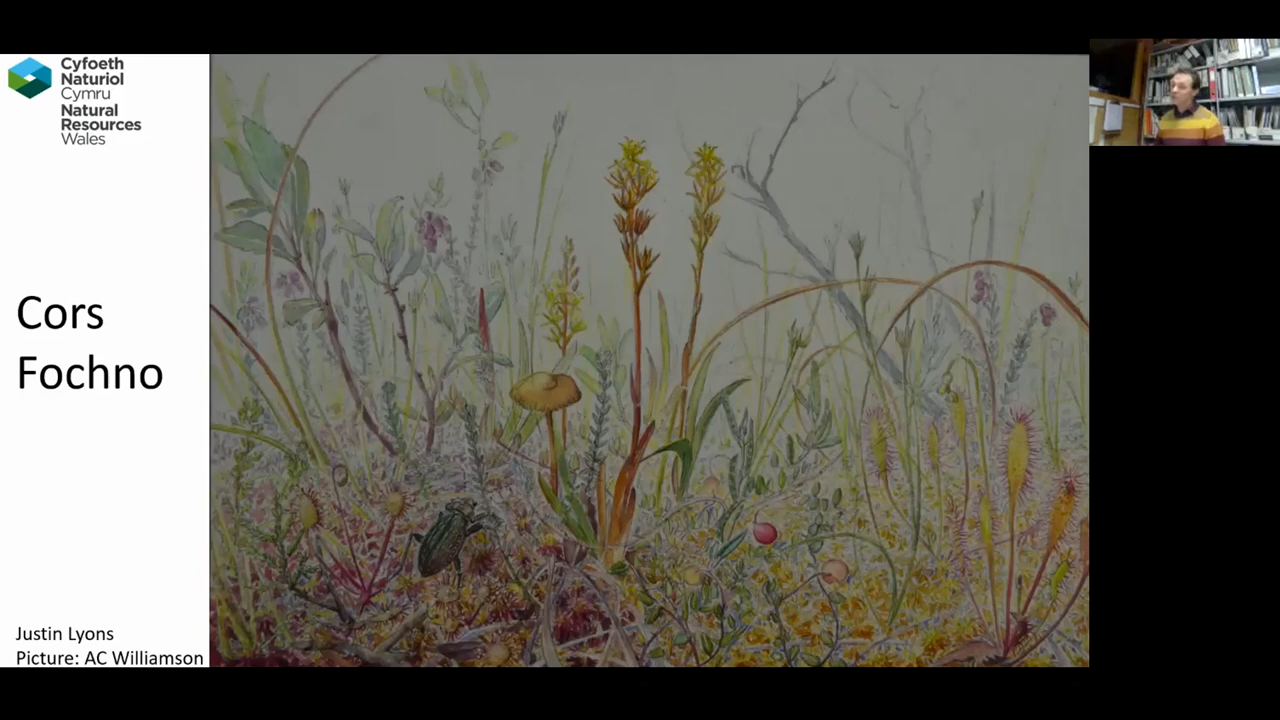 Cyfoeth
Naturiol
Cymru
Natural
Resources
Wales
Cors
Fochno
Justin Lyons
Picture: AC Williamson